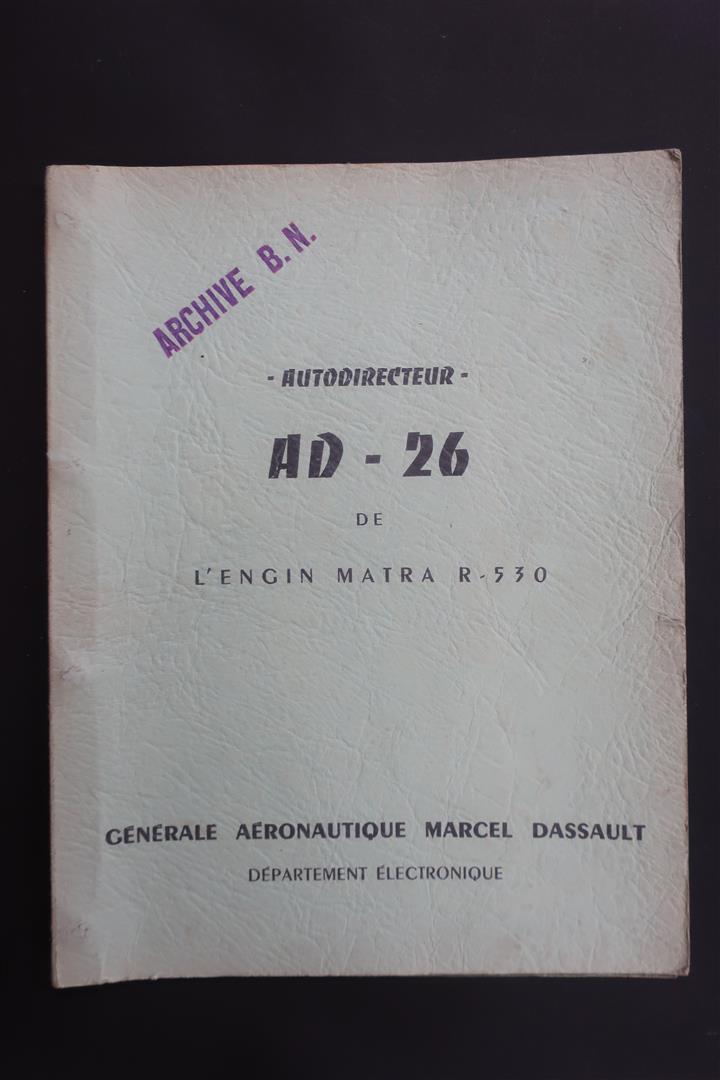 ARCHIVE B.N.
- AUTODIRECTEUR -
AD - 26
DE
L'ENGIN MATRA R-530
GÉNÉRALE AÉRONAUTIQUE MARCEL DASSAULT
DÉPARTEMENT ÉLECTRONIQUE